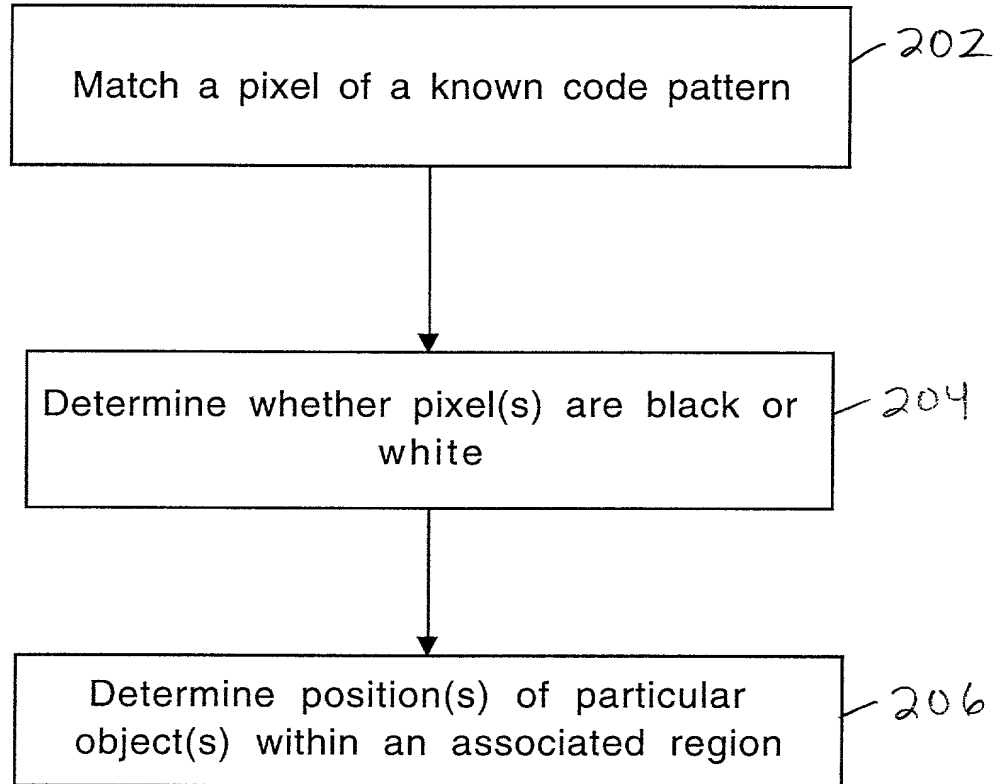 Match a pixel of a known code pattern
202
Determine whether pixel(s) are black or
white
204
Determine position(s) of particular
object(s) within an associated region
206